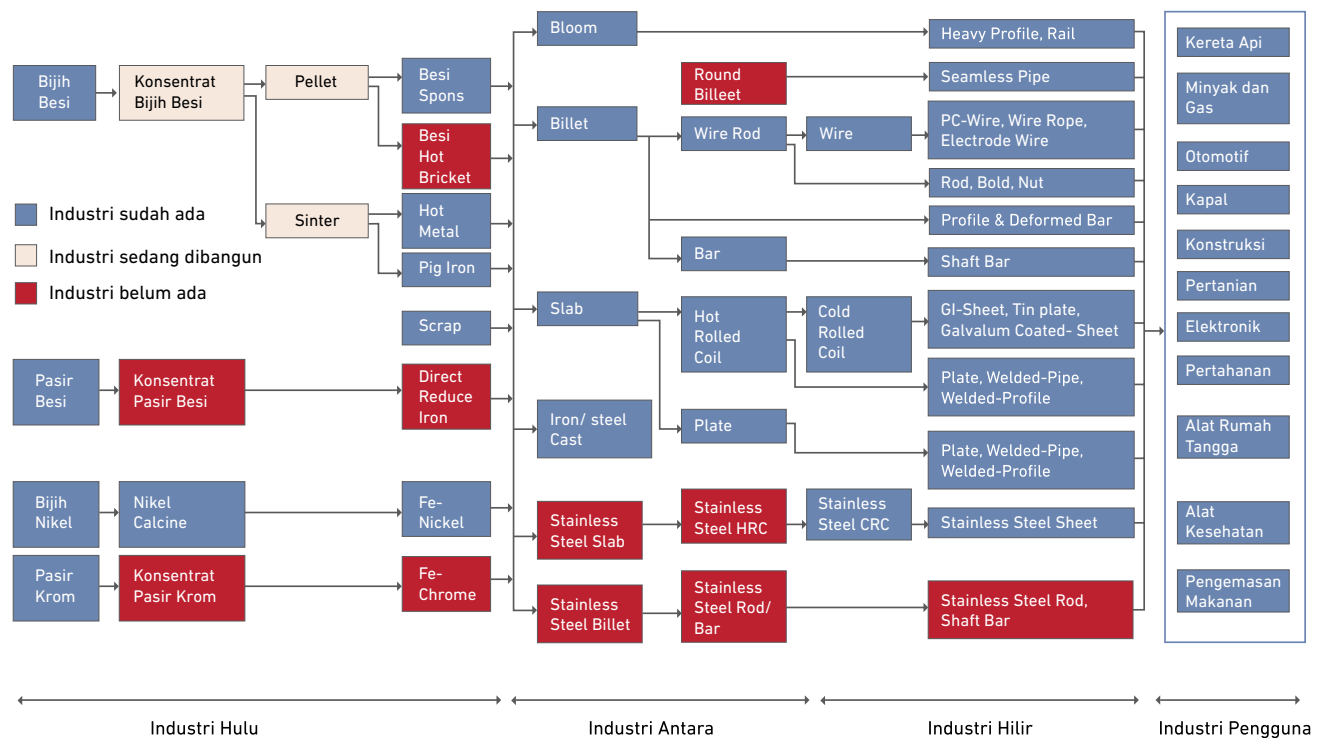 Bijih
Besi
Konsentrat
Bijih Besi
Pellet
Sinter
Besi
Spons
Besi
Hot
Bricket
Hot
Metal
Pig Iron
Scrap
Industri sudah ada
Industri sedang dibangun
Industri belum ada
Pasir
Besi
Konsentrat
Pasir Besi
Direct
Reduce
Iron
Bijih
Nikel
Nikel
Calcine
Fe-
Nickel
Pasir
Krom
Konsentrat
Pasir Krom
Fe-
Chrome
Bloom
Billet
Slab
Iron/ steel
Cast
Stainless
Steel Slab
Stainless
Steel Billet
Round
Billeet
Wire Rod
Bar
Hot
Rolled
Coil
Plate
Stainless
Steel HRC
Stainless
Steel Rod/
Bar
Wire
Cold
Rolled
Coil
Stainless
Steel CRC
Heavy Profile, Rail
Seamless Pipe
PC-Wire, Wire Rope,
Electrode Wire
Rod, Bold, Nut
Profile & Deformed Bar
Shaft Bar
GI-Sheet, Tin plate,
Galvalum Coated- Sheet
Plate, Welded-Pipe,
Welded-Profile
Plate, Welded-Pipe,
Welded-Profile
Stainless Steel Sheet
Stainless Steel Rod,
Shaft Bar
Kereta Api
Minyak dan
Gas
Otomotif
Kapal
Konstruksi
Pertanian
Elektronik
Pertahanan
Alat Rumah
Tangga
Alat
Kesehatan
Pengemasan
Makanan
Industri Hulu
Industri Antara
Industri Hilir
Industri Pengguna